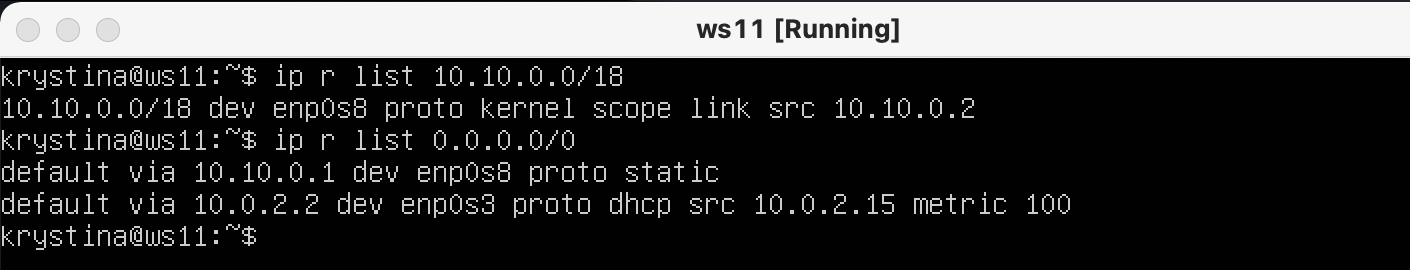 ws11 [Running]
krystina@ws11:~$ ip r list 10.10.0.0/18
10.10.0.0/18 dev enp0s8 proto kernel scope link src 10.10.0.2
krystina@ws11:~$ ip r list 0.0.0.0/0
default via 10.10.0.1 dev enp0s8 proto static
default via 10.0.2.2 dev enp0s3 proto dhcp src 10.0.2.15 metric 100
krystina@ws11:~$